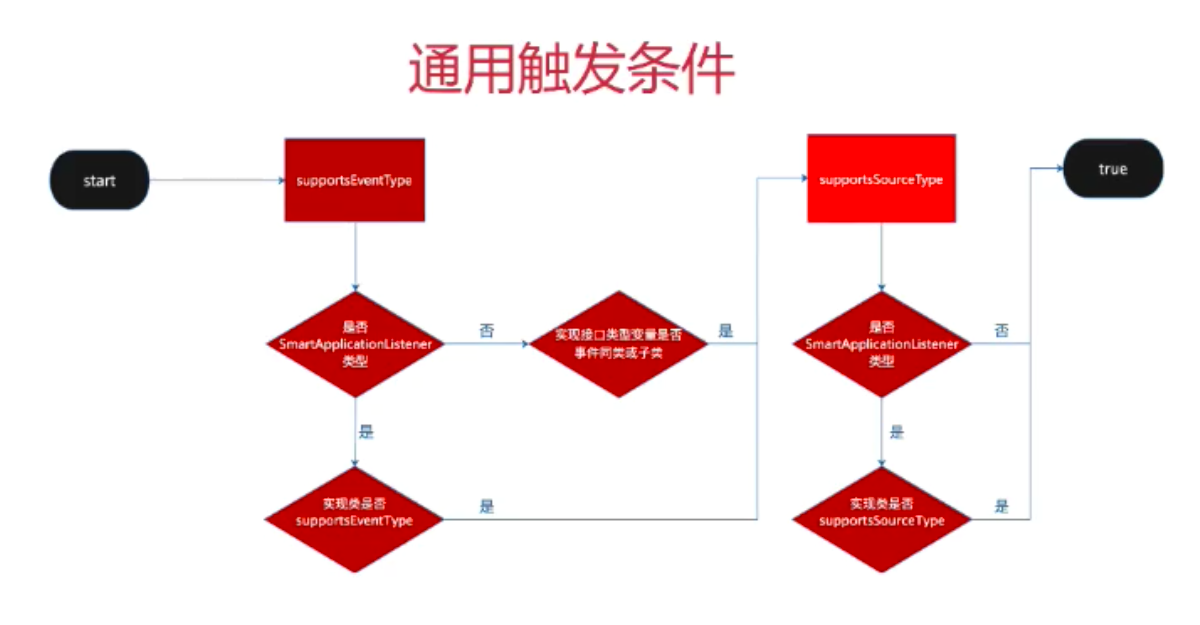 通用触发条件
start
supportsEventType
supportsSourceType
true
是否
SmartApplicationListener
类型
否
实现接口类型变量是否
事件同类或子类
是
是否
SmartApplicationListener
类型
否
是
是
实现类是否
supportsEventType
是
实现类是否
supportsSourceType
是